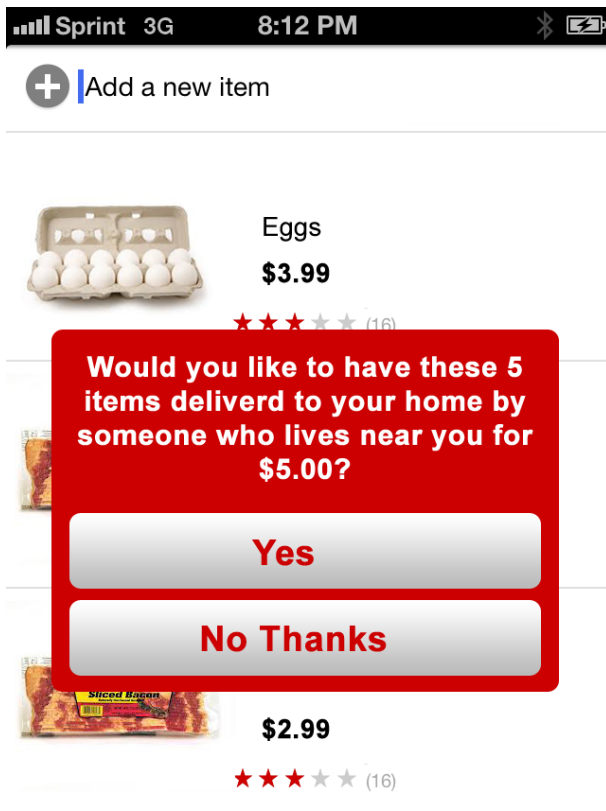 Sprint 3G 8:12 PM
Add a new item
Eggs
$3.99
(16)
Would you like to have these 5
items deliverd to your home by
someone who lives near you for
$5.00?
Yes
No Thanks
Sliced Bacon
$2.99
(16)